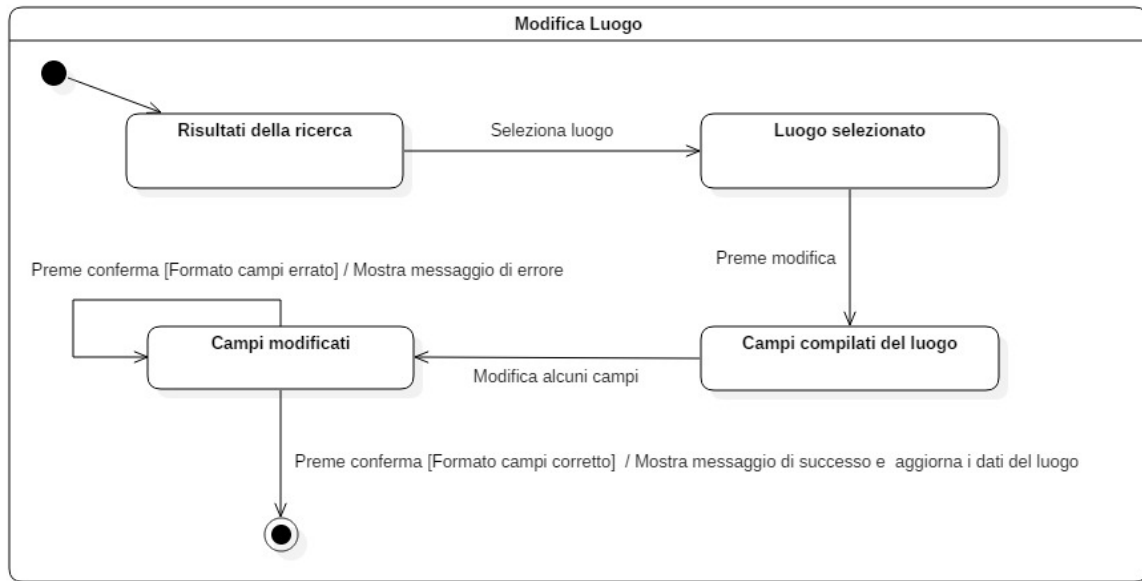 Modifica Luogo
Risultati della ricerca
Seleziona luogo
Luogo selezionato
Preme modifica
Preme conferma [Formato campi errato] / Mostra messaggio di errore
Campi modificati
Campi compilati del luogo
Modifica alcuni campi
Preme conferma [Formato campi corretto]  / Mostra messaggio di successo e  aggiorna i dati del luogo